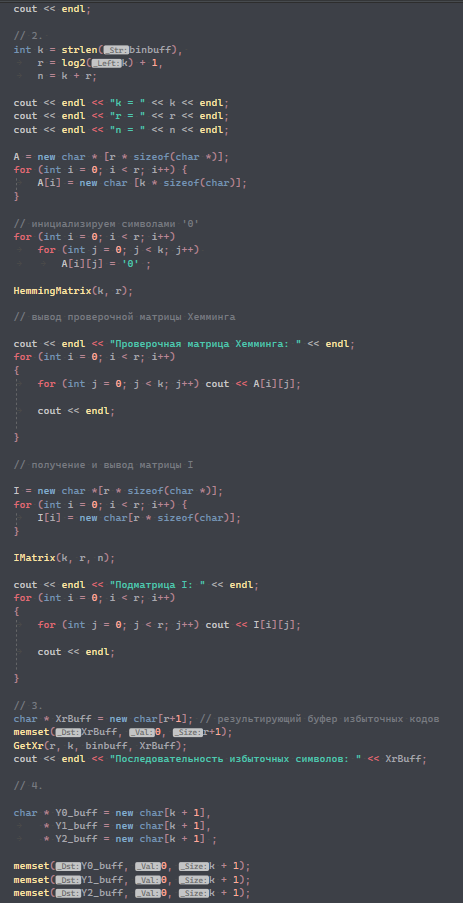 cout << endl;
// 2.
int k = strlen(_Str:binbuff),
r = log2(_Left:k) + 1,
n = k + r;
cout << endl << "k = " << k << endl;
cout << endl << "r = " << r << endl;
cout << endl << "n = " << n << endl;
A = new char * [r * sizeof(char *)];
for (int i = 0; i < r; i++) {
A[i] = new char [k * sizeof(char)];
}
// инициализируем символами '0'
for (int i = 0; i < r; i++)
for (int j = 0; j < k; j++)
A[i][j] = '0' ;
HemmingMatrix(k, r);
// вывод проверочной матрицы Хемминга
cout << endl << "Проверочная матрица Хемминга: " << endl;
for (int i = 0; i < r; i++)
{
for (int j = 0; j < k; j++) cout << A[i][j];
cout << endl;
}
// получение и вывод матрицы I
I = new char *[r * sizeof(char *)];
for (int i = 0; i < r; i++) {
I[i] = new char[r * sizeof(char)];
}
IMatrix(k, r, n);
cout << endl << "Подматрица I: " << endl;
for (int i = 0; i < r; i++)
{
for (int j = 0; j < r; j++) cout << I[i][j];
cout << endl;
}
// 3.
char * XrBuff = new char[r+1]; // результирующий буфер избыточных кодов
memset(_Dst:XrBuff, _Val:0, _Size:r+1);
GetXr(r, k, binbuff, XrBuff);
cout << endl << "Последовательность избыточных символов: " << XrBuff;
// 4.
char * Y0_buff = new char[k + 1],
* Y1_buff = new char[k + 1],
* Y2_buff = new char[k + 1] ;
memset(_Dst:Y0_buff, _Val:0, _Size:k + 1);
memset(_Dst:Y1_buff, _Val:0, _Size:k + 1);
memset(_Dst:Y2_buff, _Val:0, _Size:k + 1);